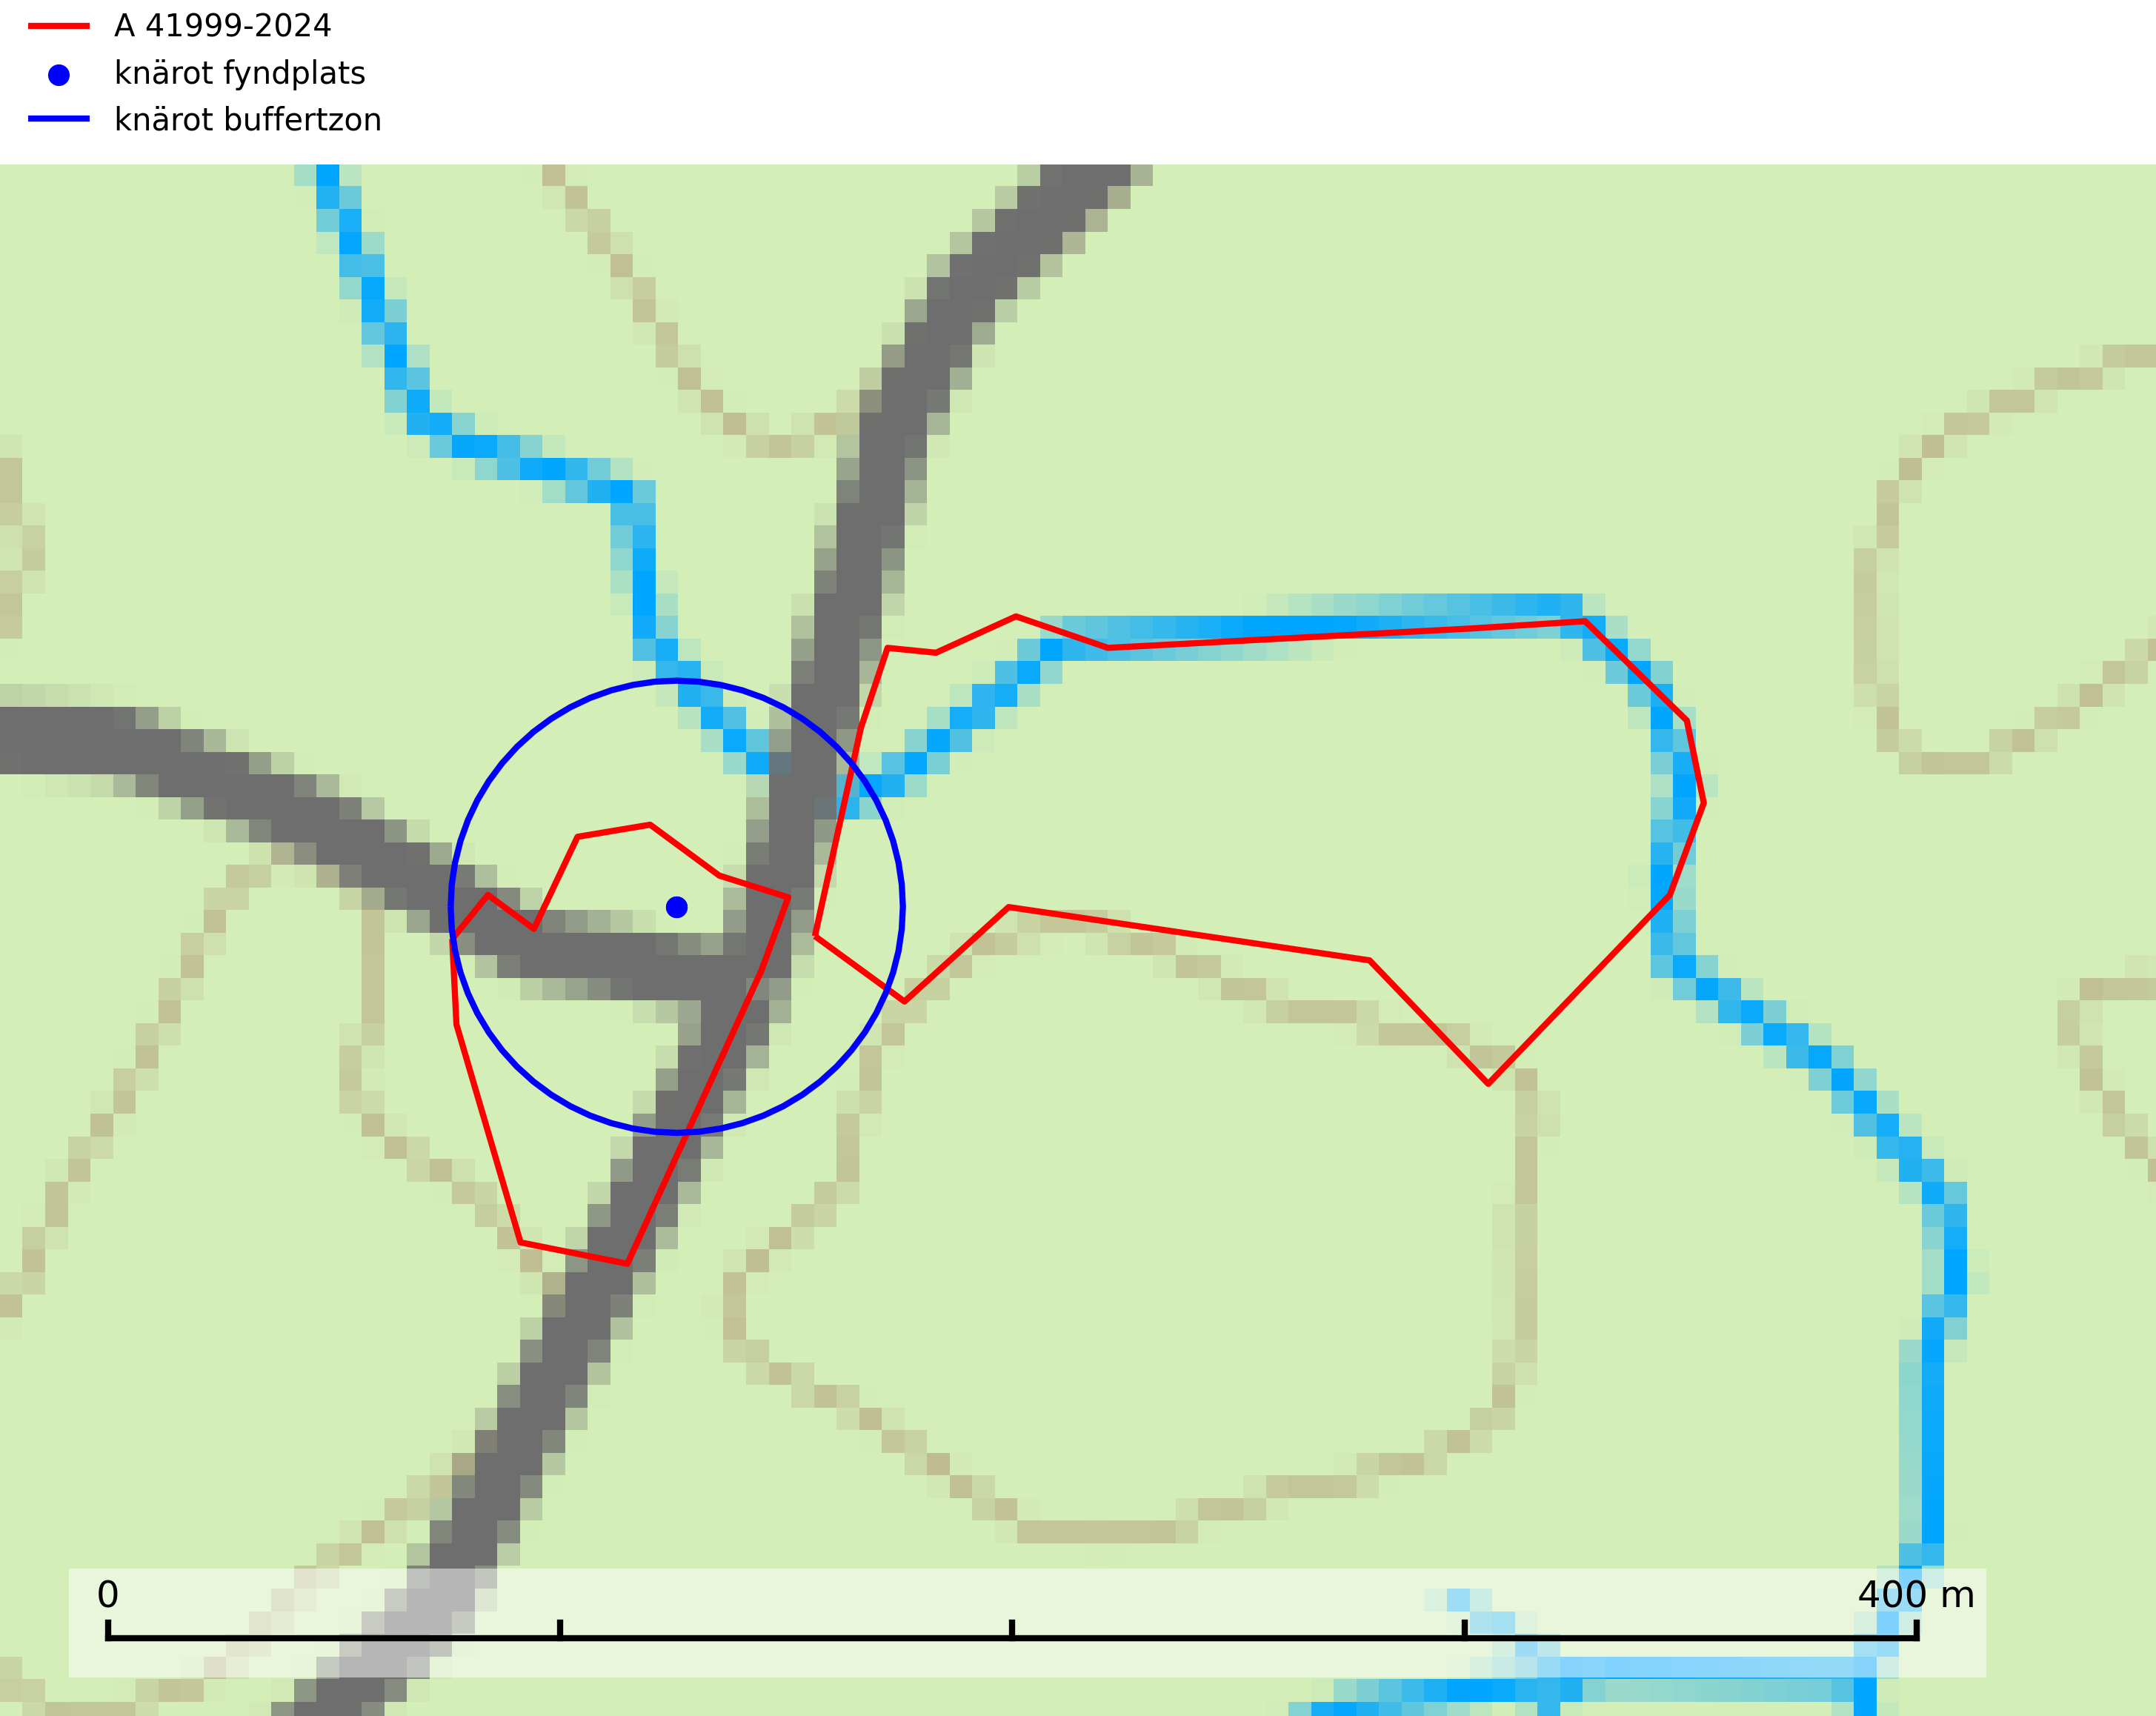 A 41999-2024
knärot fyndplats
knärot buffertzon
0
400 m